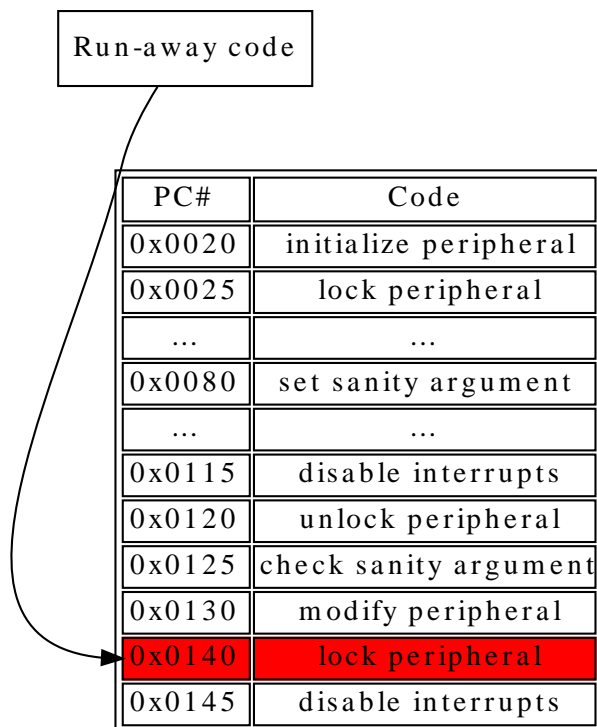 Run-away code
PC# Code
0x0020 initialize peripheral
0x0025 lock peripheral
... ...
0x0080 set sanity argument
... ...
0x0115 disable interrupts
0x0120 unlock peripheral
0x0125 check sanity argument
0x0130 modify peripheral
0x0140 lock peripheral
0x0145 disable interrupts